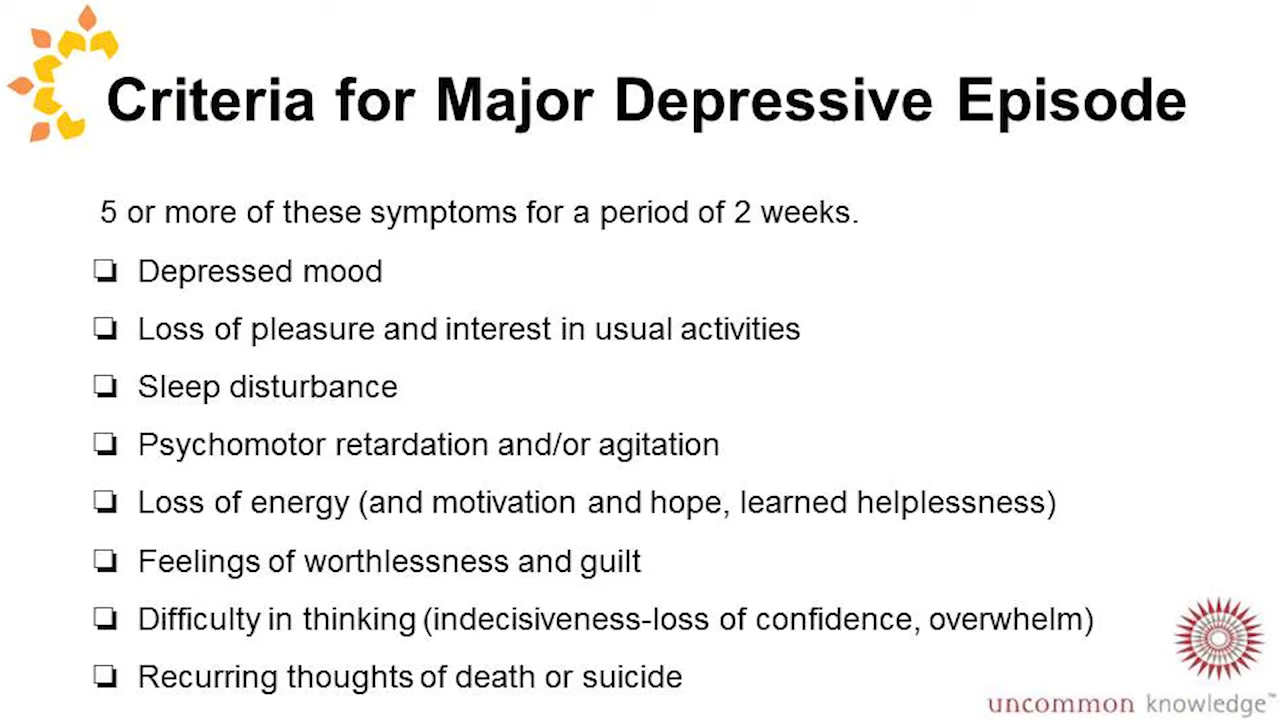 Criteria for Major Depressive Episode
5 or more of these symptoms for a period of 2 weeks.
❏ Depressed mood
❏ Loss of pleasure and interest in usual activities
❏ Sleep disturbance
❏ Psychomotor retardation and/or agitation
❏ Loss of energy (and motivation and hope, learned helplessness)
❏ Feelings of worthlessness and guilt
❏ Difficulty in thinking (indecisiveness-loss of confidence, overwhelm)
❏ Recurring thoughts of death or suicide
uncommon knowledge™